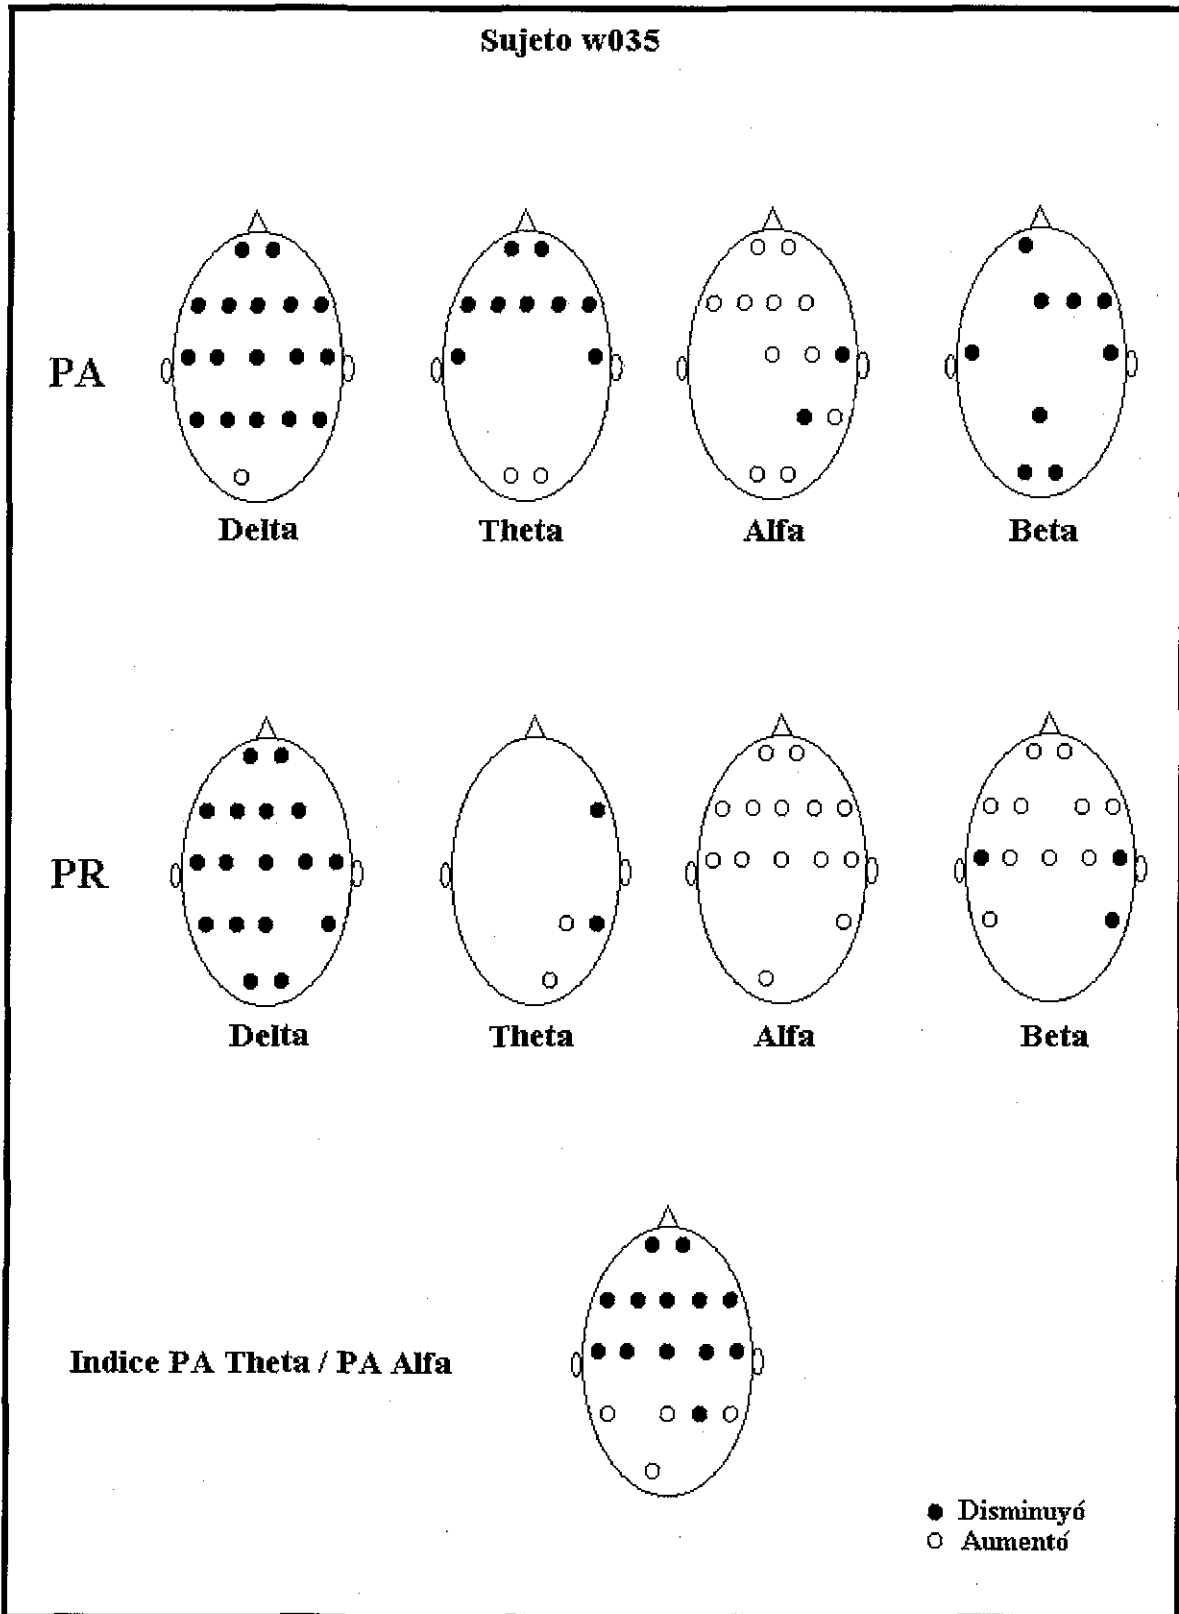 Sujeto w035
PA
Delta Theta Alfa Beta
PR
Delta Theta Alfa Beta
Indice PA Theta / PA Alfa
Disminuyó
Aumentó